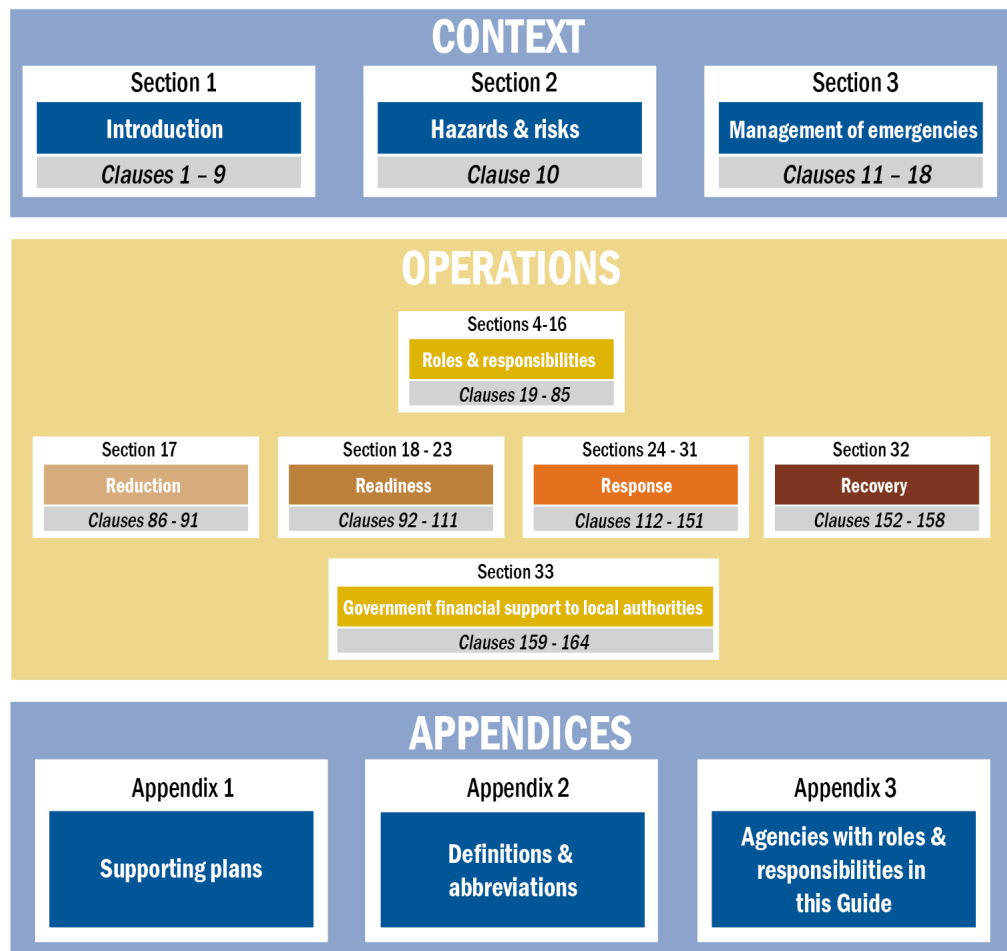 CONTEXT
Section 1
Introduction
Clauses 1 – 9
Section 2
Hazards & risks
Clause 10
Section 3
Management of emergencies
Clauses 11 – 18
OPERATIONS
Sections 4-16
Roles & responsibilities
Clauses 19 - 85
Section 17
Reduction
Clauses 86 - 91
Section 18 - 23
Readiness
Clauses 92 - 111
Sections 24 - 31
Response
Clauses 112 - 151
Section 32
Recovery
Clauses 152 - 158
Section 33
Government financial support to local authorities
Clauses 159 - 164
APPENDICES
Appendix 1
Supporting plans
Appendix 2
Definitions &
abbreviations
Appendix 3
Agencies with roles &
responsibilities in
this Guide